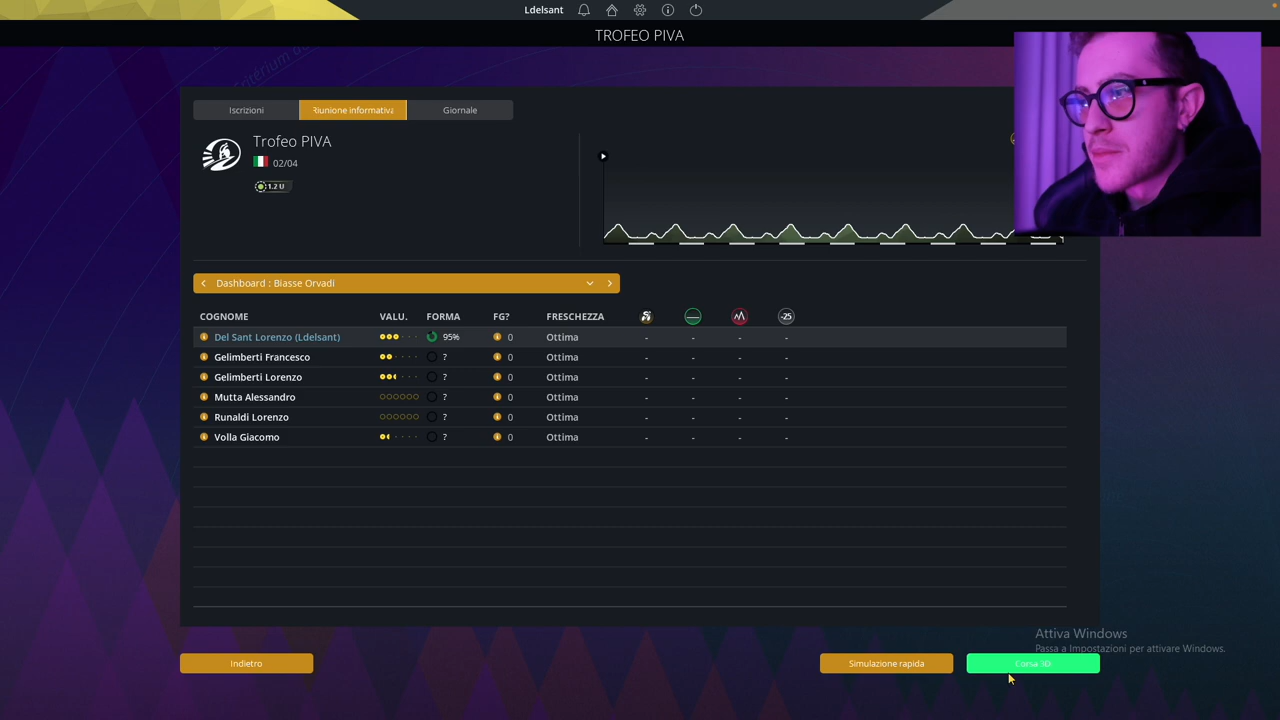 Ldelsant
TROFEO PIVA
Iscrizioni
Riunione informativa
Giornale
Trofeo PIVA
02/04
1.2 U
Dashboard : Biasse Orvadi
COGNOME VALU. FORMA FG? FRESCHEZZA -25
Del Sant Lorenzo (Ldelsant) 95% 0 Ottima - - - -
Gelimberti Francesco ? 0 Ottima - - - -
Gelimberti Lorenzo ? 0 Ottima - - - -
Mutta Alessandro ? 0 Ottima - - - -
Runaldi Lorenzo ? 0 Ottima - - - -
Volla Giacomo ? 0 Ottima - - - -
Attiva Windows
Passa a Impostazioni per attivare Windows.
Indietro
Simulazione rapida
Corsa 3D